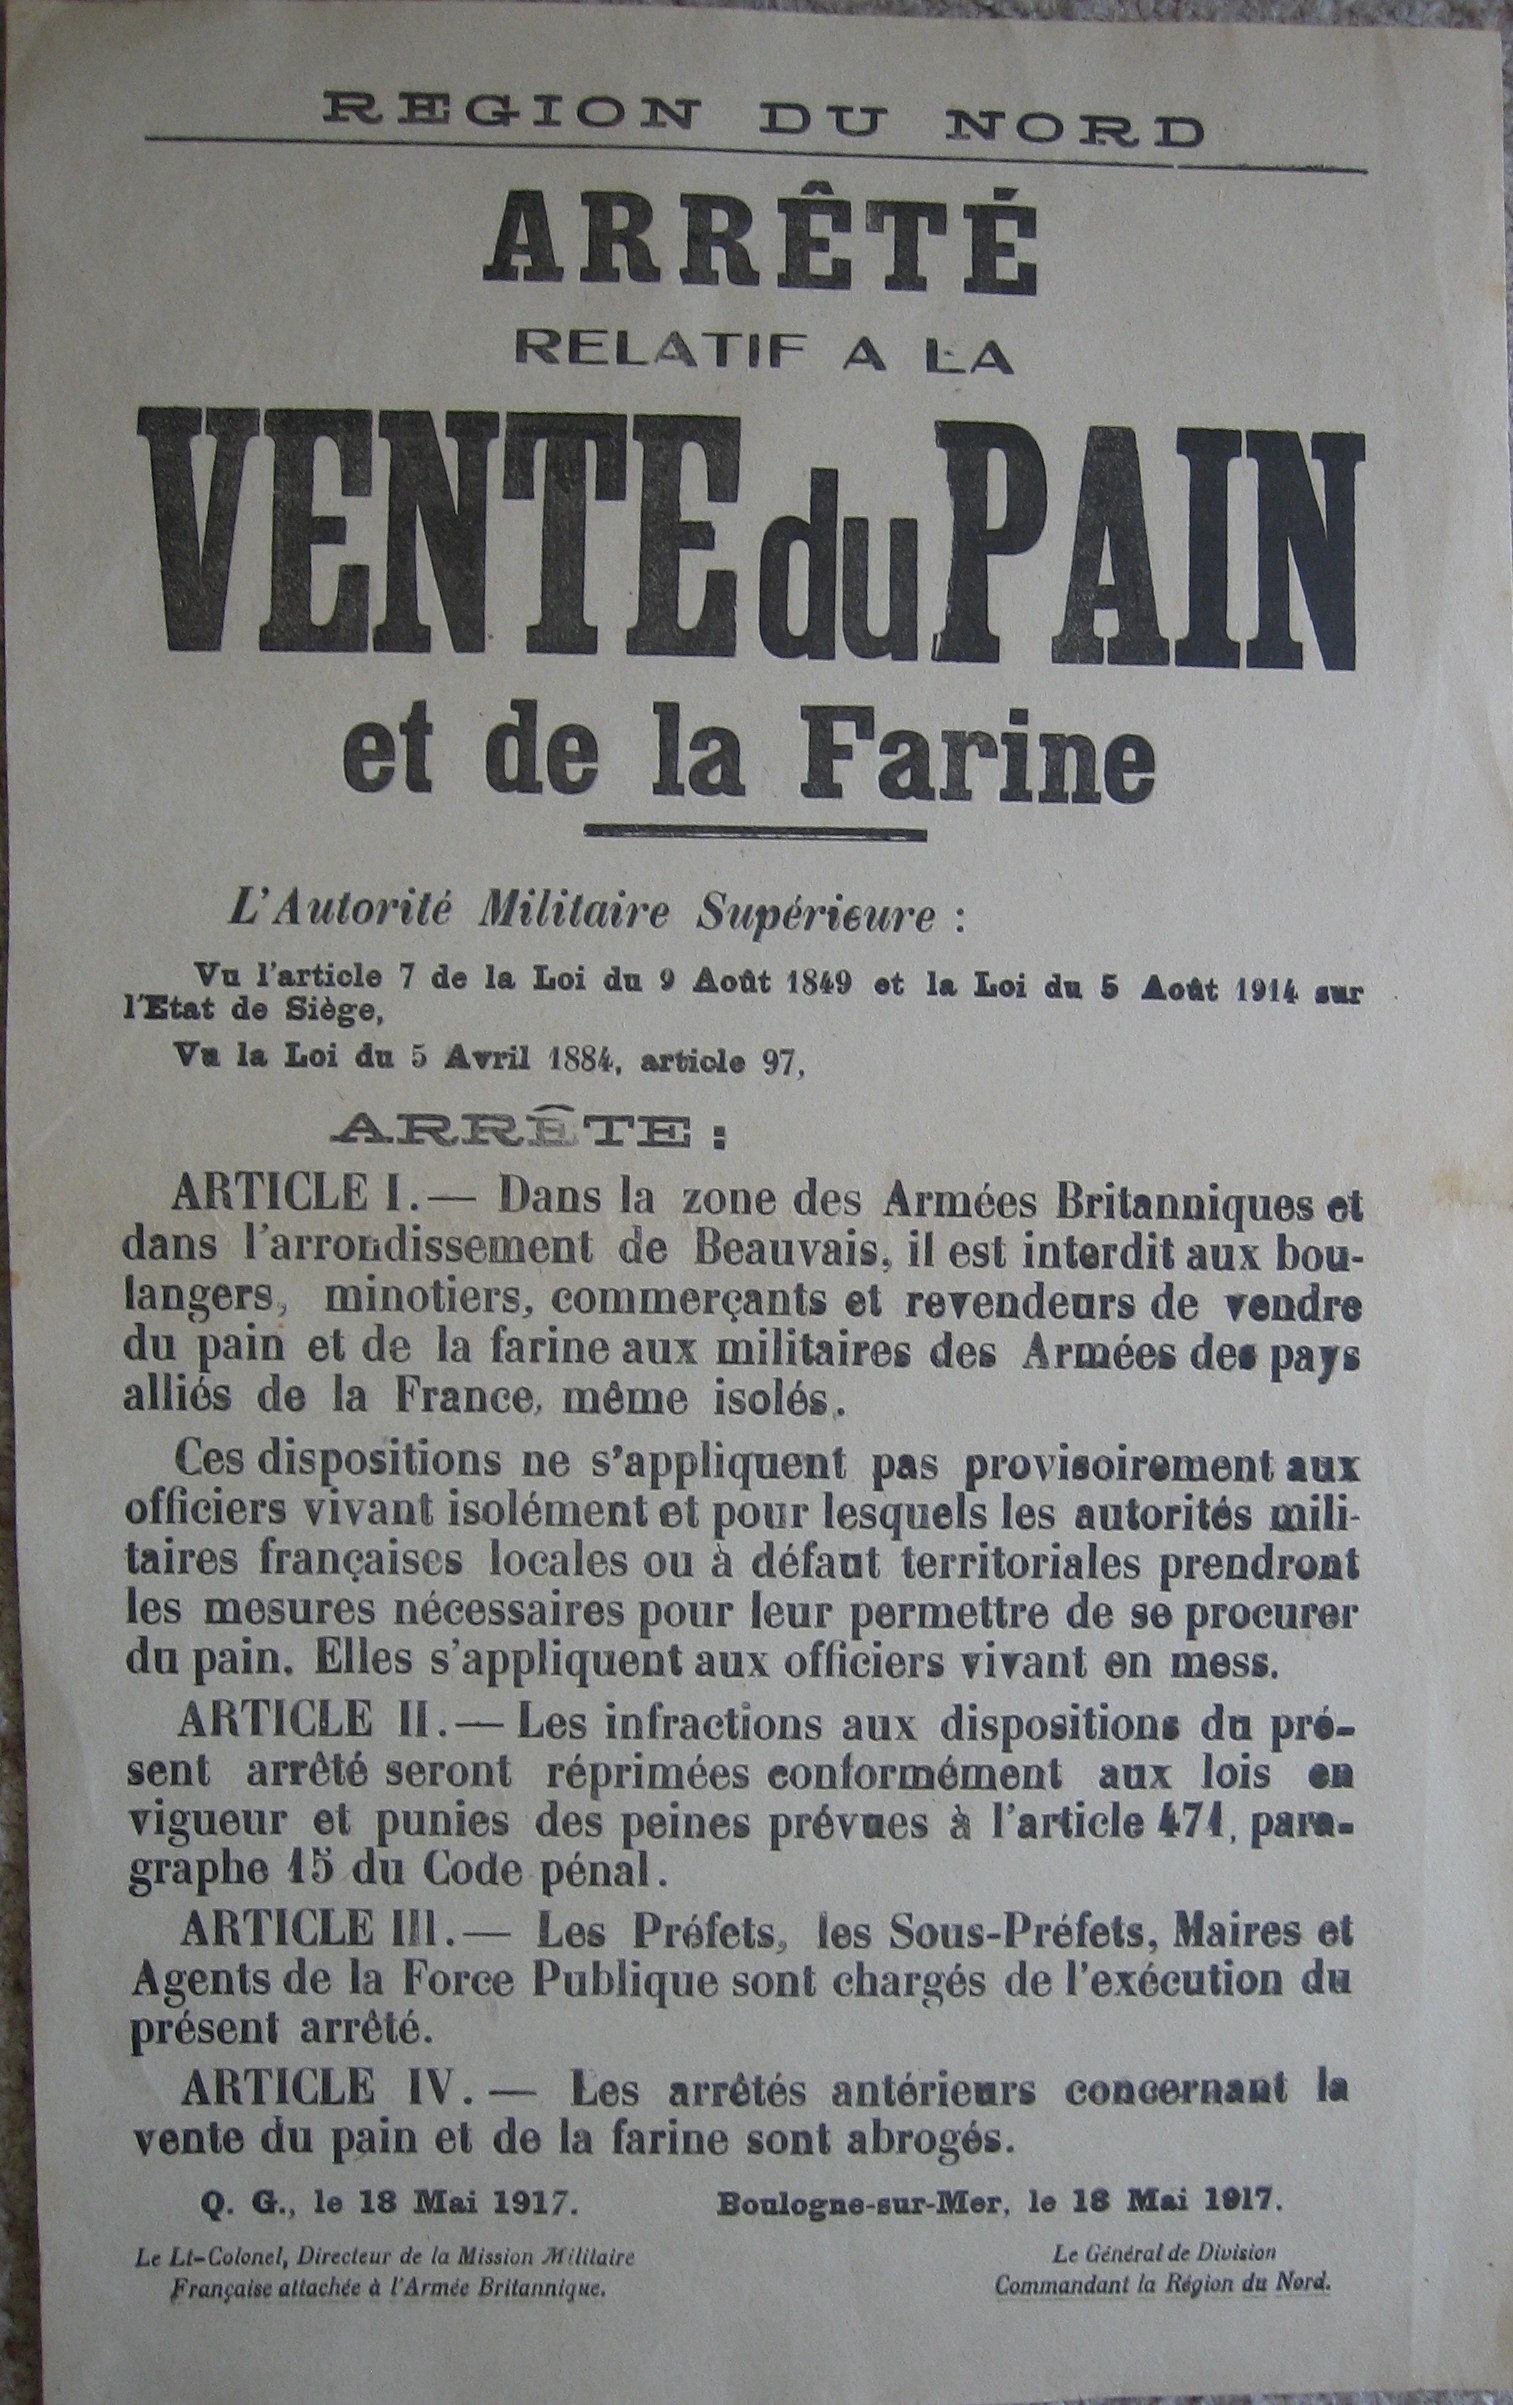 REGION DU NORD
ARRÊTÉ
RELATIF A LA
VENTE du PAIN
et de la Farine
L'Autorité Militaire Supérieure :
Vu l'article 7 de la Loi du 9 Août 1849 et la Loi du 5 Août 1914 sur
l'Etat de Siège,
Vu la Loi du 5 Avril 1884, article 97,
ARRÊTE :
ARTICLE I. — Dans la zone des Armées Britanniques et
dans l'arrondissement de Beauvais, il est interdit aux bou-
langers, minotiers, commerçants et revendeurs de vendre
du pain et de la farine aux militaires des Armées des pays
alliés de la France, même isolés.
Ces dispositions ne s'appliquent pas provisoirement aux
officiers vivant isolément et pour lesquels les autorités mili-
taires françaises locales ou à défaut territoriales prendront
les mesures nécessaires pour leur permettre de se procurer
du pain. Elles s'appliquent aux officiers vivant en mess.
ARTICLE II. — Les infractions aux dispositions du pré-
sent arrêté seront réprimées conformément aux lois en
vigueur et punies des peines prévues à l'article 471, para-
graphe 15 du Code pénal.
ARTICLE III. — Les Préfets, les Sous-Préfets, Maires et
Agents de la Force Publique sont chargés de l'exécution du
présent arrêté.
ARTICLE IV. — Les arrêtés antérieurs concernant la
vente du pain et de la farine sont abrogés.
Q. G., le 18 Mai 1917. Boulogne-sur-Mer, le 18 Mai 1917.
Le Lt-Colonel, Directeur de la Mission Militaire
Française attachée à l'Armée Britannique.
Le Général de Division
Commandant la Région du Nord.